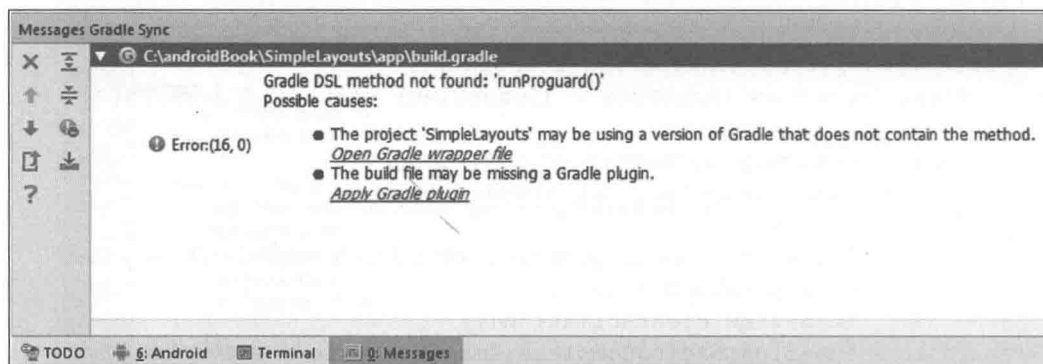 Messages Gradle Sync
C:\androidBook\SimpleLayouts\app\build.gradle
Gradle DSL method not found: 'runProguard()'
Possible causes:
Error:(16, 0)
● The project 'SimpleLayouts' may be using a version of Gradle that does not contain the method.
Open Gradle wrapper file
● The build file may be missing a Gradle plugin.
Apply Gradle plugin
TODO 6: Android Terminal 0: Messages